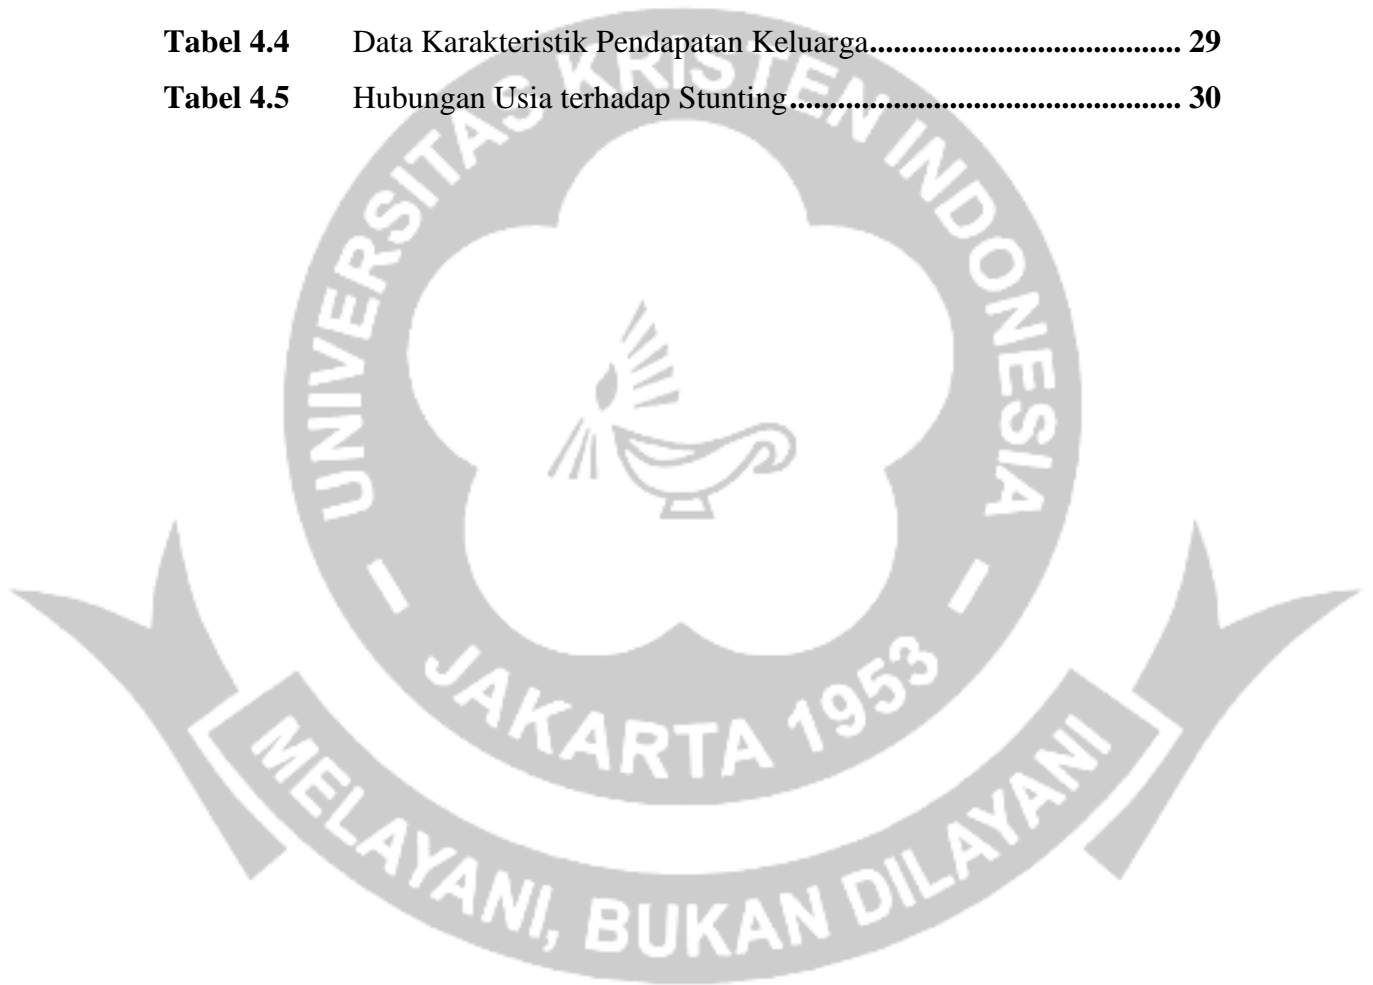 Tabel 4.4 Data Karakteristik Pendapatan Keluarga....................................... 29
Tabel 4.5 Hubungan Usia terhadap Stunting................................................. 30
UNIVERSITAS KRISTEN INDONESIA
- JAKARTA 1953 -
MELAYANI, BUKAN DILAYANI